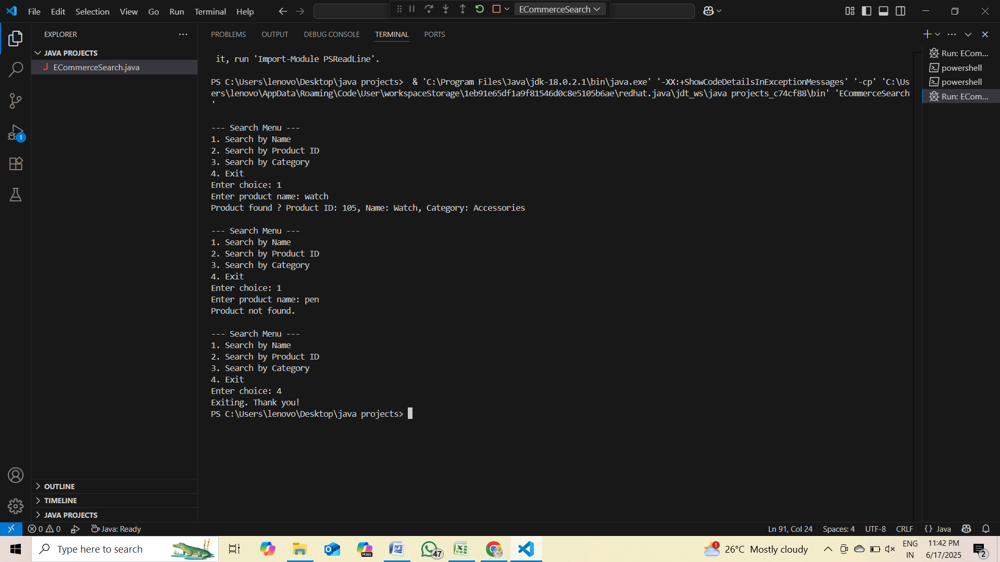 File Edit Selection View Go Run Terminal Help
ECommerceSearch
EXPLORER
JAVA PROJECTS
ECommerceSearch.java
1
OUTLINE
TIMELINE
JAVA PROJECTS
PROBLEMS OUTPUT DEBUG CONSOLE TERMINAL PORTS
it, run 'Import-Module PSReadLine'.
PS C:\Users\lenovo\Desktop\java projects>  & 'C:\Program Files\Java\jdk-18.0.2.1\bin\java.exe' '-XX:+ShowCodeDetailsInExceptionMessages' '-cp' 'C:\Us
ers\lenovo\AppData\Roaming\Code\User\workspaceStorage\1eb91e65df1a9f81546d0c8e5105b6ae\redhat.java\jdt_ws\java projects_c74cf88\bin' 'ECommerceSearch
'
--- Search Menu ---
1. Search by Name
2. Search by Product ID
3. Search by Category
4. Exit
Enter choice: 1
Enter product name: watch
Product found ? Product ID: 105, Name: Watch, Category: Accessories
--- Search Menu ---
1. Search by Name
2. Search by Product ID
3. Search by Category
4. Exit
Enter choice: 1
Enter product name: pen
Product not found.
--- Search Menu ---
1. Search by Name
2. Search by Product ID
3. Search by Category
4. Exit
Enter choice: 4
Exiting. Thank you!
PS C:\Users\lenovo\Desktop\java projects>
Run: ECom...
powershell
powershell
Run: ECom...
0 0 Java: Ready
Ln 91, Col 24 Spaces: 4 UTF-8 CRLF {} Java
Type here to search
M365
47
1
26°C Mostly cloudy
ENG
IN
11:42 PM
6/17/2025
2